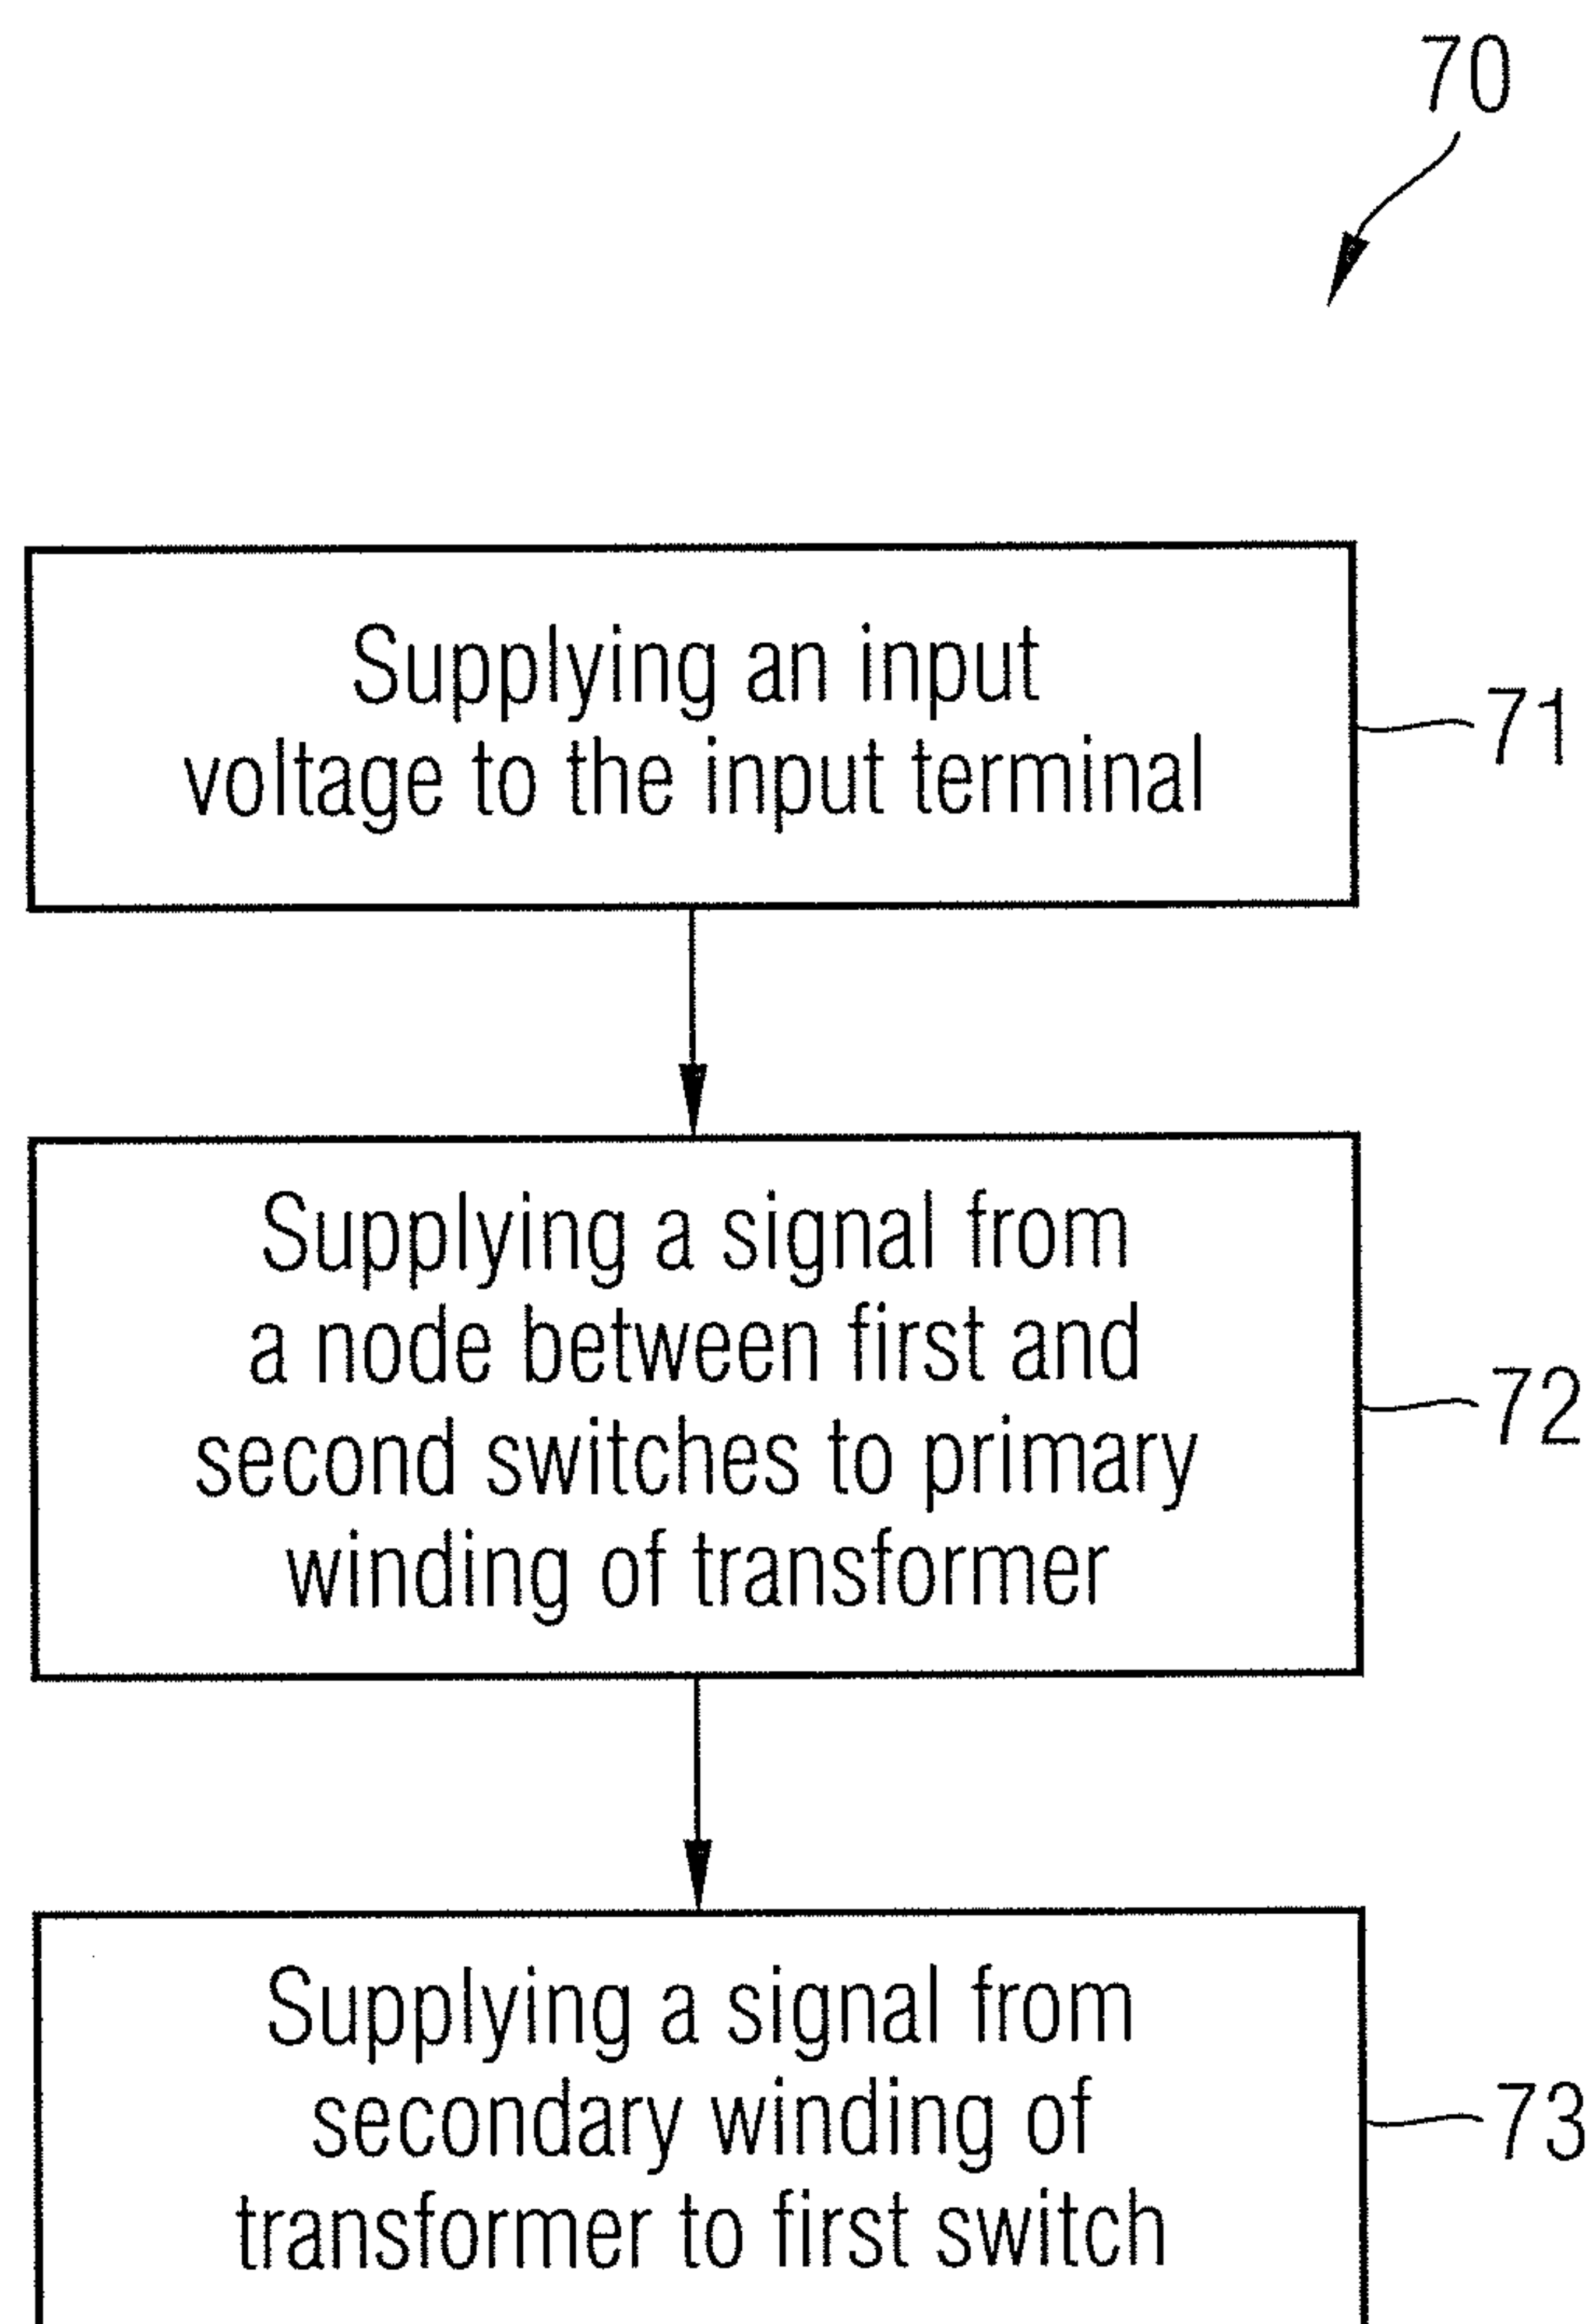 70
Supplying an input
voltage to the input terminal
71
Supplying a signal from
a node between first and
second switches to primary
winding of transformer
72
Supplying a signal from
secondary winding of
transformer to first switch
73